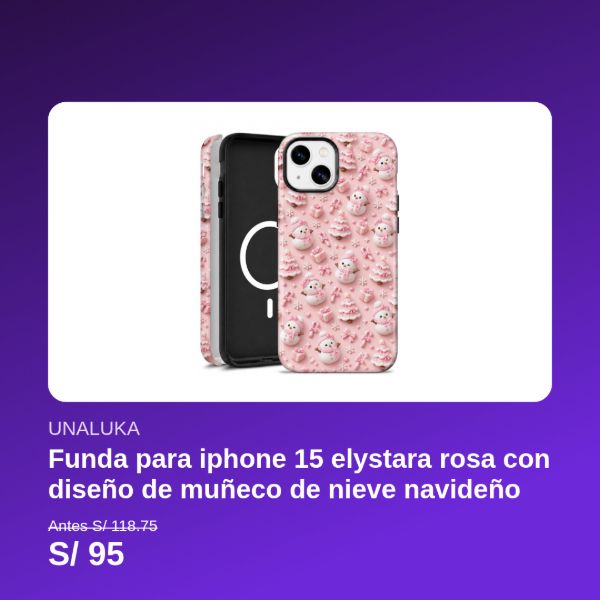 UNALUKA
Funda para iphone 15 elystara rosa con
diseño de muñeco de nieve navideño
Antes S/ 118.75
S/ 95